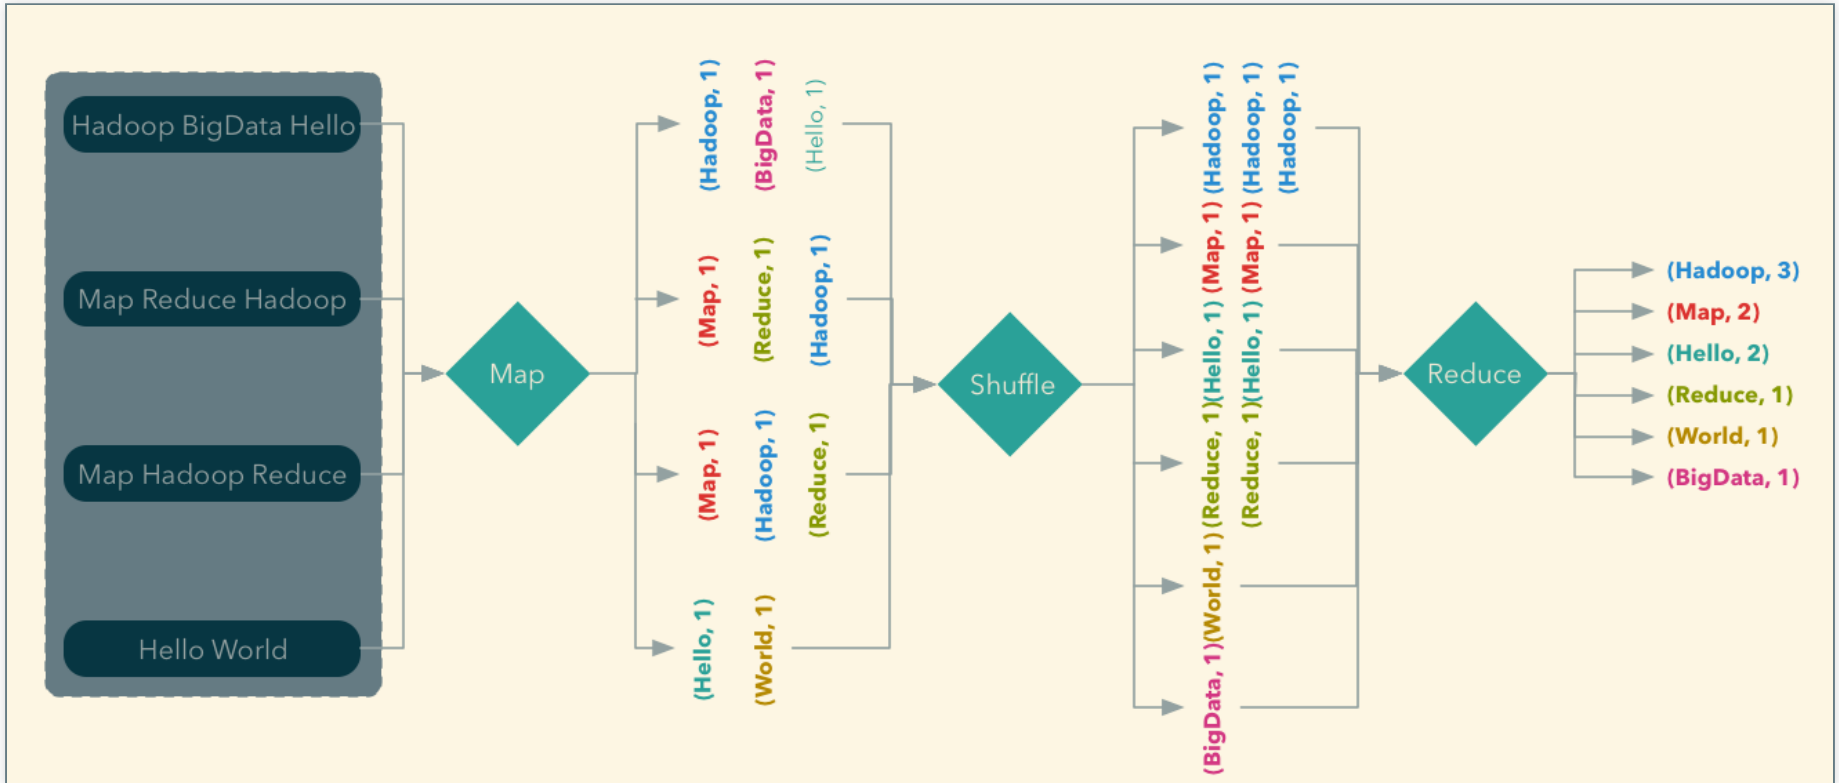 Hadoop BigData Hello
Map Reduce Hadoop
Map Hadoop Reduce
Hello World
Map
(Hadoop, 1)
(BigData, 1)
(Hello, 1)
(Map, 1)
(Reduce, 1)
(Hadoop, 1)
(Map, 1)
(Hadoop, 1)
(Reduce, 1)
(Hello, 1)
(World, 1)
Shuffle
(Hadoop, 1)
(Hadoop, 1)
(Hadoop, 1)
(Map, 1)
(Map, 1)
(Hello, 1)
(Hello, 1)
(Reduce, 1)
(Reduce, 1)
(World, 1)
(BigData, 1)
Reduce
(Hadoop, 3)
(Map, 2)
(Hello, 2)
(Reduce, 1)
(World, 1)
(BigData, 1)